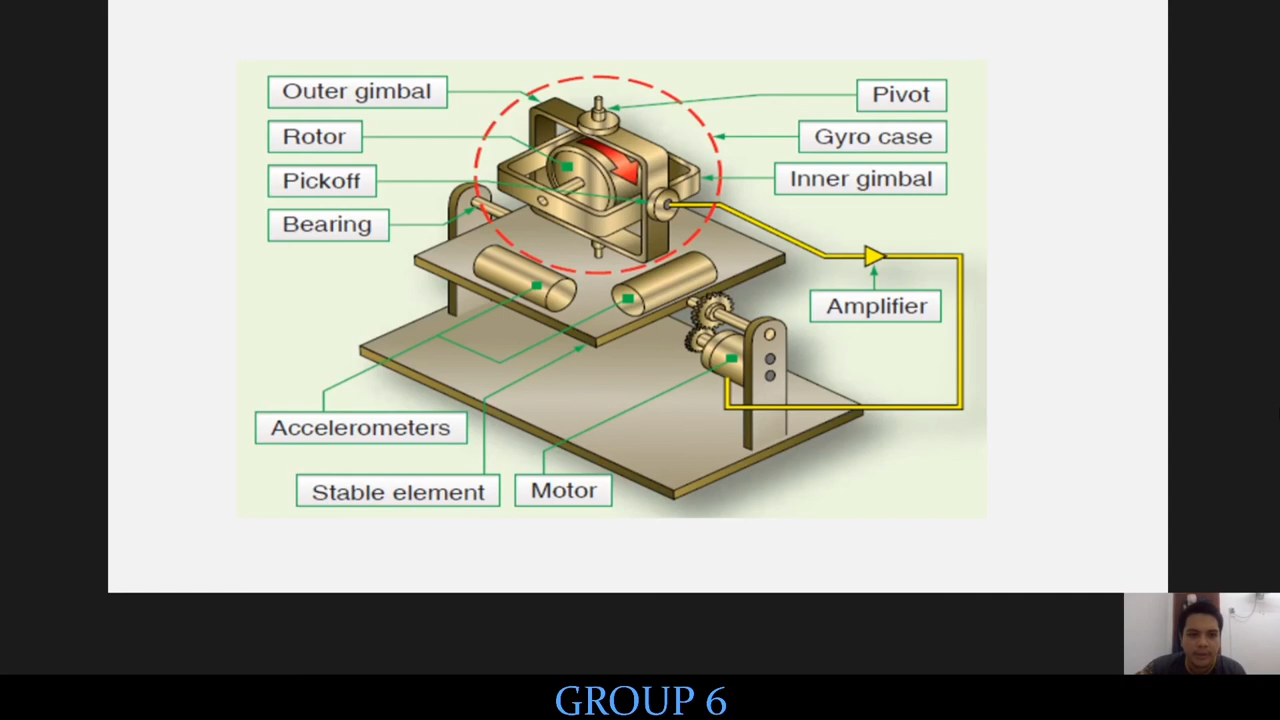 Outer gimbal
Rotor
Pickoff
Bearing
Pivot
Gyro case
Inner gimbal
Amplifier
Accelerometers
Stable element
Motor
GROUP 6